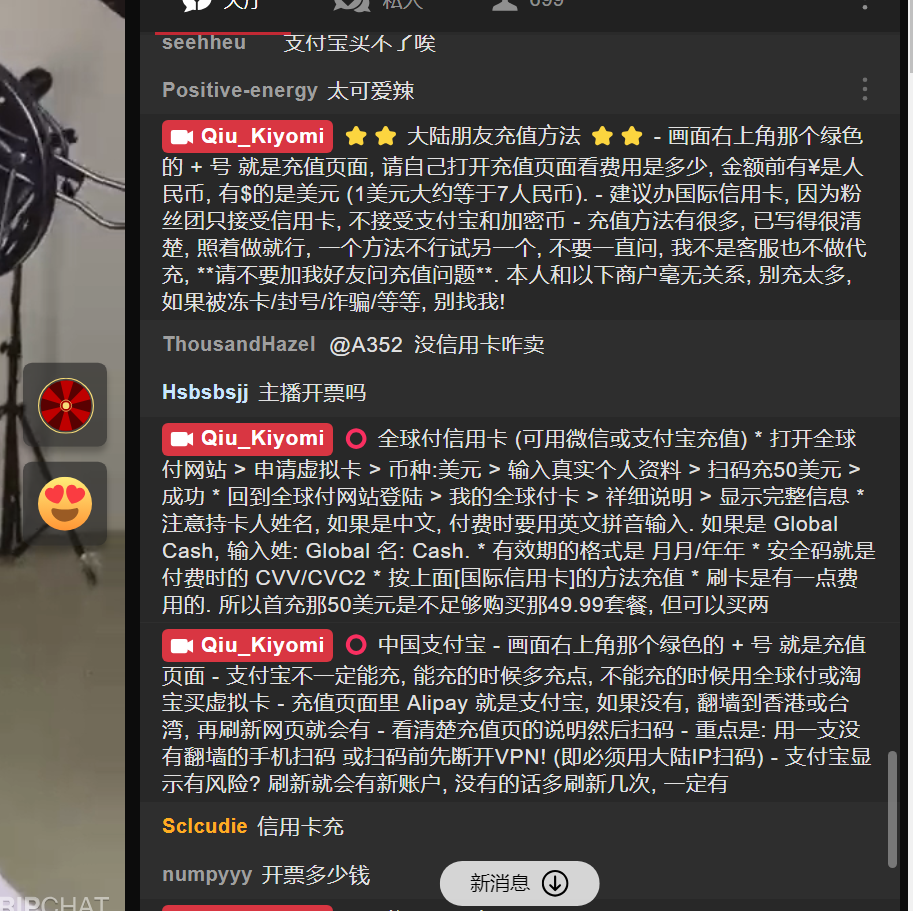 大厅
私人
699
seehheu 支付宝买不了唉
Positive-energy 太可爱辣
Qiu_Kiyomi ⭐ ⭐ 大陆朋友充值方法 ⭐ ⭐ - 画面右上角那个绿色
的 + 号 就是充值页面, 请自己打开充值页面看费用是多少, 金额前有¥是人
民币, 有$的是美元 (1美元大约等于7人民币). - 建议办国际信用卡, 因为粉
丝团只接受信用卡, 不接受支付宝和加密币 - 充值方法有很多, 已写得很清
楚, 照着做就行, 一个方法不行试另一个, 不要一直问, 我不是客服也不做代
充, **请不要加我好友问充值问题**. 本人和以下商户毫无关系, 别充太多,
如果被冻卡/封号/诈骗/等等, 别找我!
ThousandHazel @A352 没信用卡咋卖
Hsbsbsjj 主播开票吗
Qiu_Kiyomi ⭕ 全球付信用卡 (可用微信或支付宝充值) * 打开全球
付网站 > 申请虚拟卡 > 币种:美元 > 输入真实个人资料 > 扫码充50美元 >
成功 * 回到全球付网站登陆 > 我的全球付卡 > 祥细说明 > 显示完整信息 *
注意持卡人姓名, 如果是中文, 付费时要用英文拼音输入. 如果是 Global
Cash, 输入姓: Global 名: Cash. * 有效期的格式是 月月/年年 * 安全码就是
付费时的 CVV/CVC2 * 按上面[国际信用卡]的方法充值 * 刷卡是有一点费
用的. 所以首充那50美元是不足够购买那49.99套餐, 但可以买两
Qiu_Kiyomi ⭕ 中国支付宝 - 画面右上角那个绿色的 + 号 就是充值
页面 - 支付宝不一定能充, 能充的时候多充点, 不能充的时候用全球付或淘
宝买虚拟卡 - 充值页面里 Alipay 就是支付宝, 如果没有, 翻墙到香港或台
湾, 再刷新网页就会有 - 看清楚充值页的说明然后扫码 - 重点是: 用一支没
有翻墙的手机扫码 或扫码前先断开VPN! (即必须用大陆IP扫码) - 支付宝显
示有风险? 刷新就会有新账户, 没有的话多刷新几次, 一定有
Sclcudie 信用卡充
numpyyy 开票多少钱
新消息
RIPCHAT